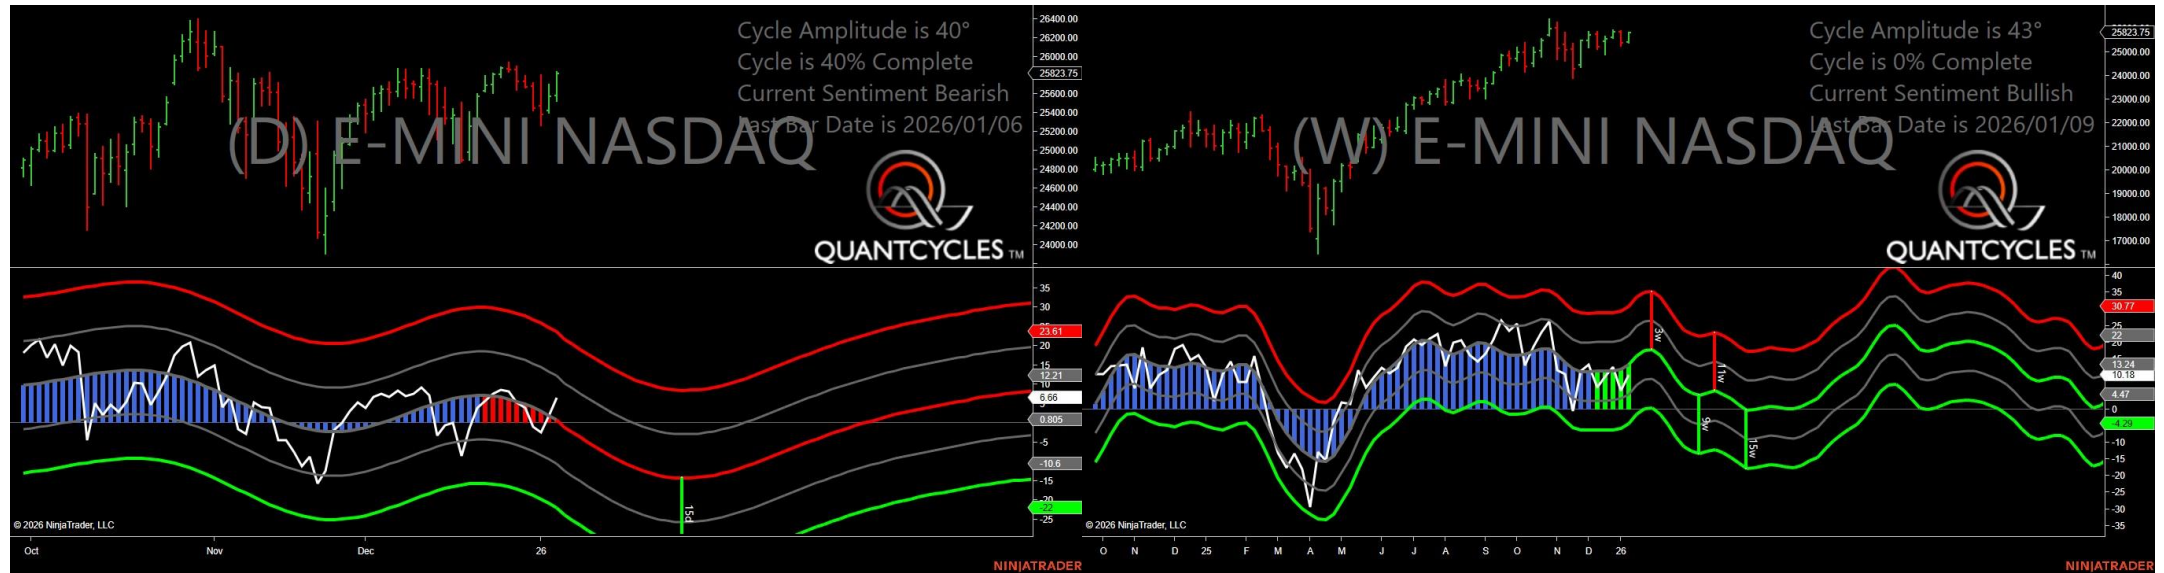 Cycle Amplitude is 40°
Cycle is 40% Complete
Current Sentiment Bearish
Last Bar Date is 2026/01/06
(D) E-MINI NASDAQ
QUANTCYCLES TM
26400.00
26200.00
26000.00
25823.75
25600.00
25400.00
25200.00
25000.00
24800.00
24600.00
24400.00
24200.00
24000.00
35
30
23.61
20
15
12.21
10
6.66
0.805
-5
-10.6
-15
-20
-22
-25
15d
© 2026 NinjaTrader, LLC
Oct Nov Dec 26
NINJATRADER
Cycle Amplitude is 43°
Cycle is 0% Complete
Current Sentiment Bullish
Last Bar Date is 2026/01/09
(W) E-MINI NASDAQ
QUANTCYCLES TM
25823.75
25000.00
24000.00
23000.00
22000.00
21000.00
20000.00
19000.00
18000.00
17000.00
40
35
30.77
25
22
20
15
13.24
10.18
4.47
0
-4.29
-10
-15
-20
-25
-30
-35
3w
11w
9w
15w
© 2026 NinjaTrader, LLC
O N D 25 F M A M J J A S O N D 26
NINJATRADER